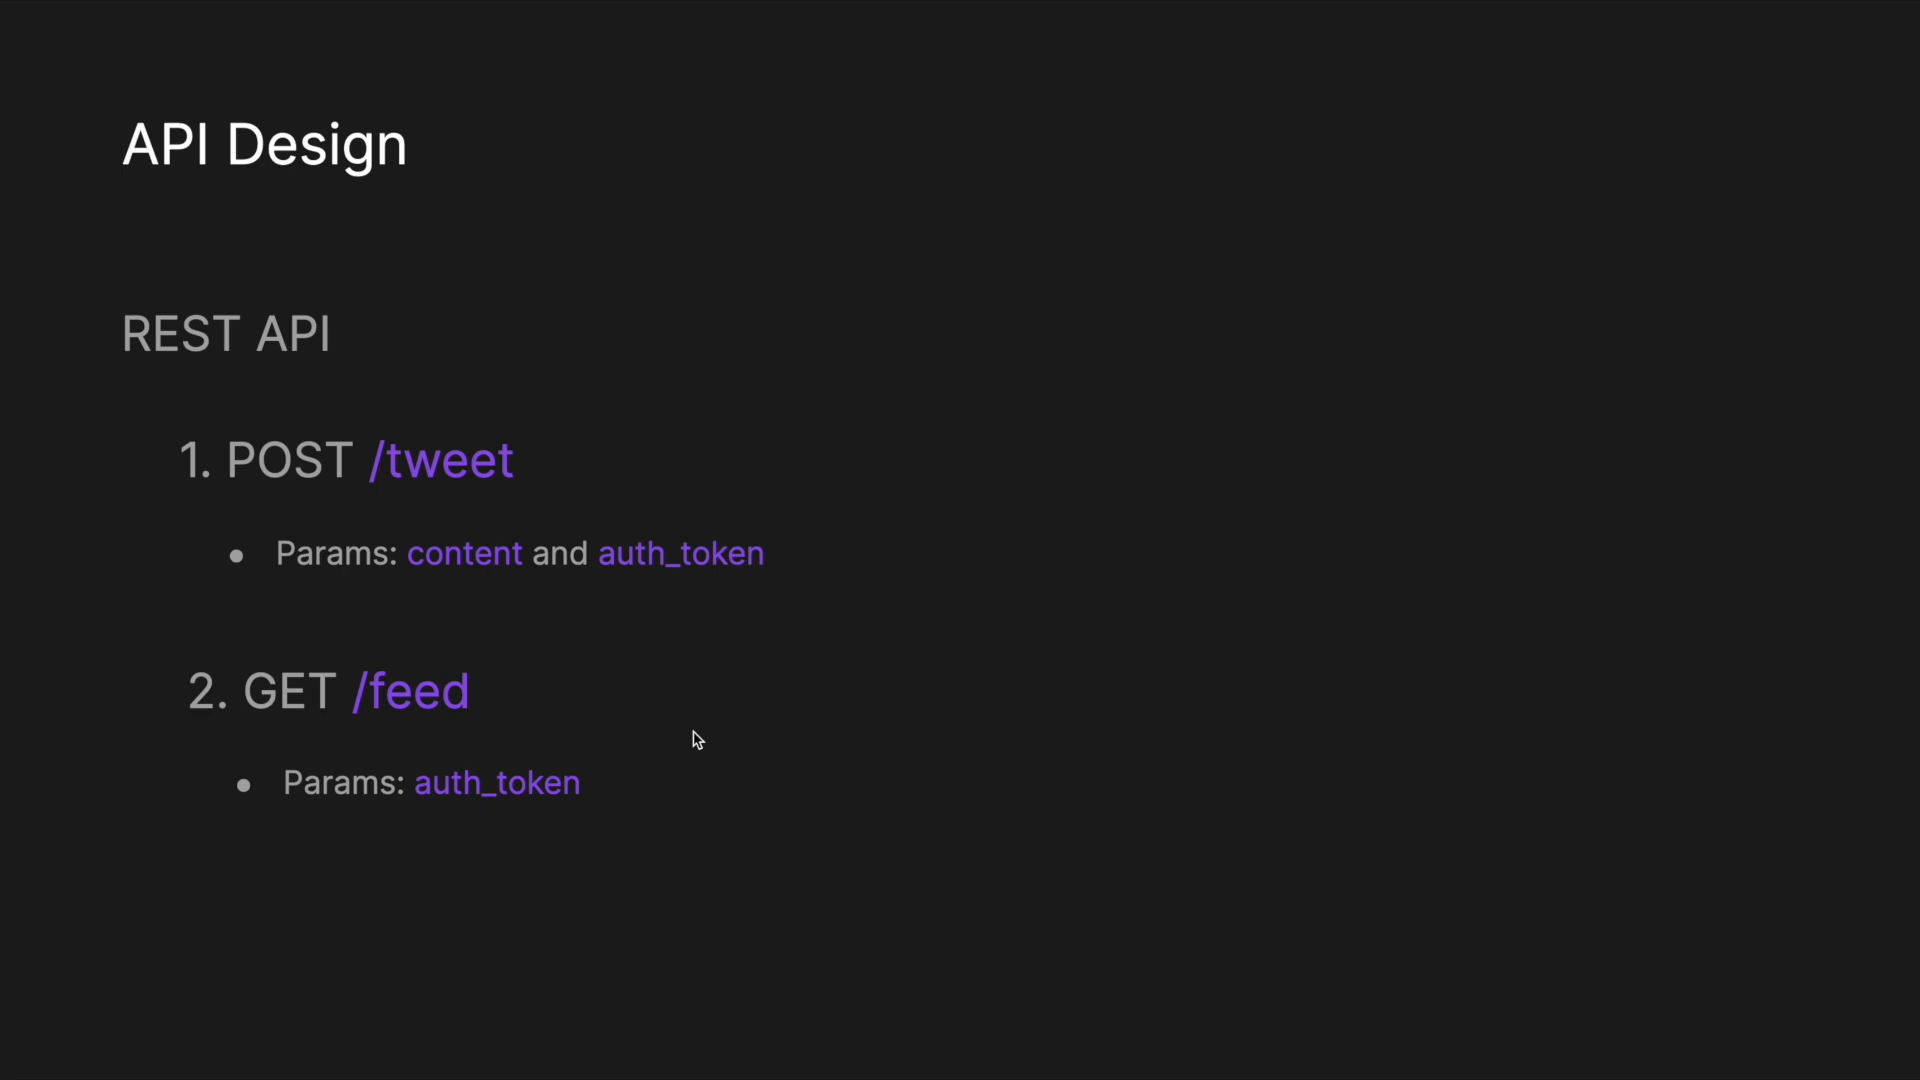 API Design
REST API
1. POST /tweet
● Params: content and auth_token
2. GET /feed
● Params: auth_token